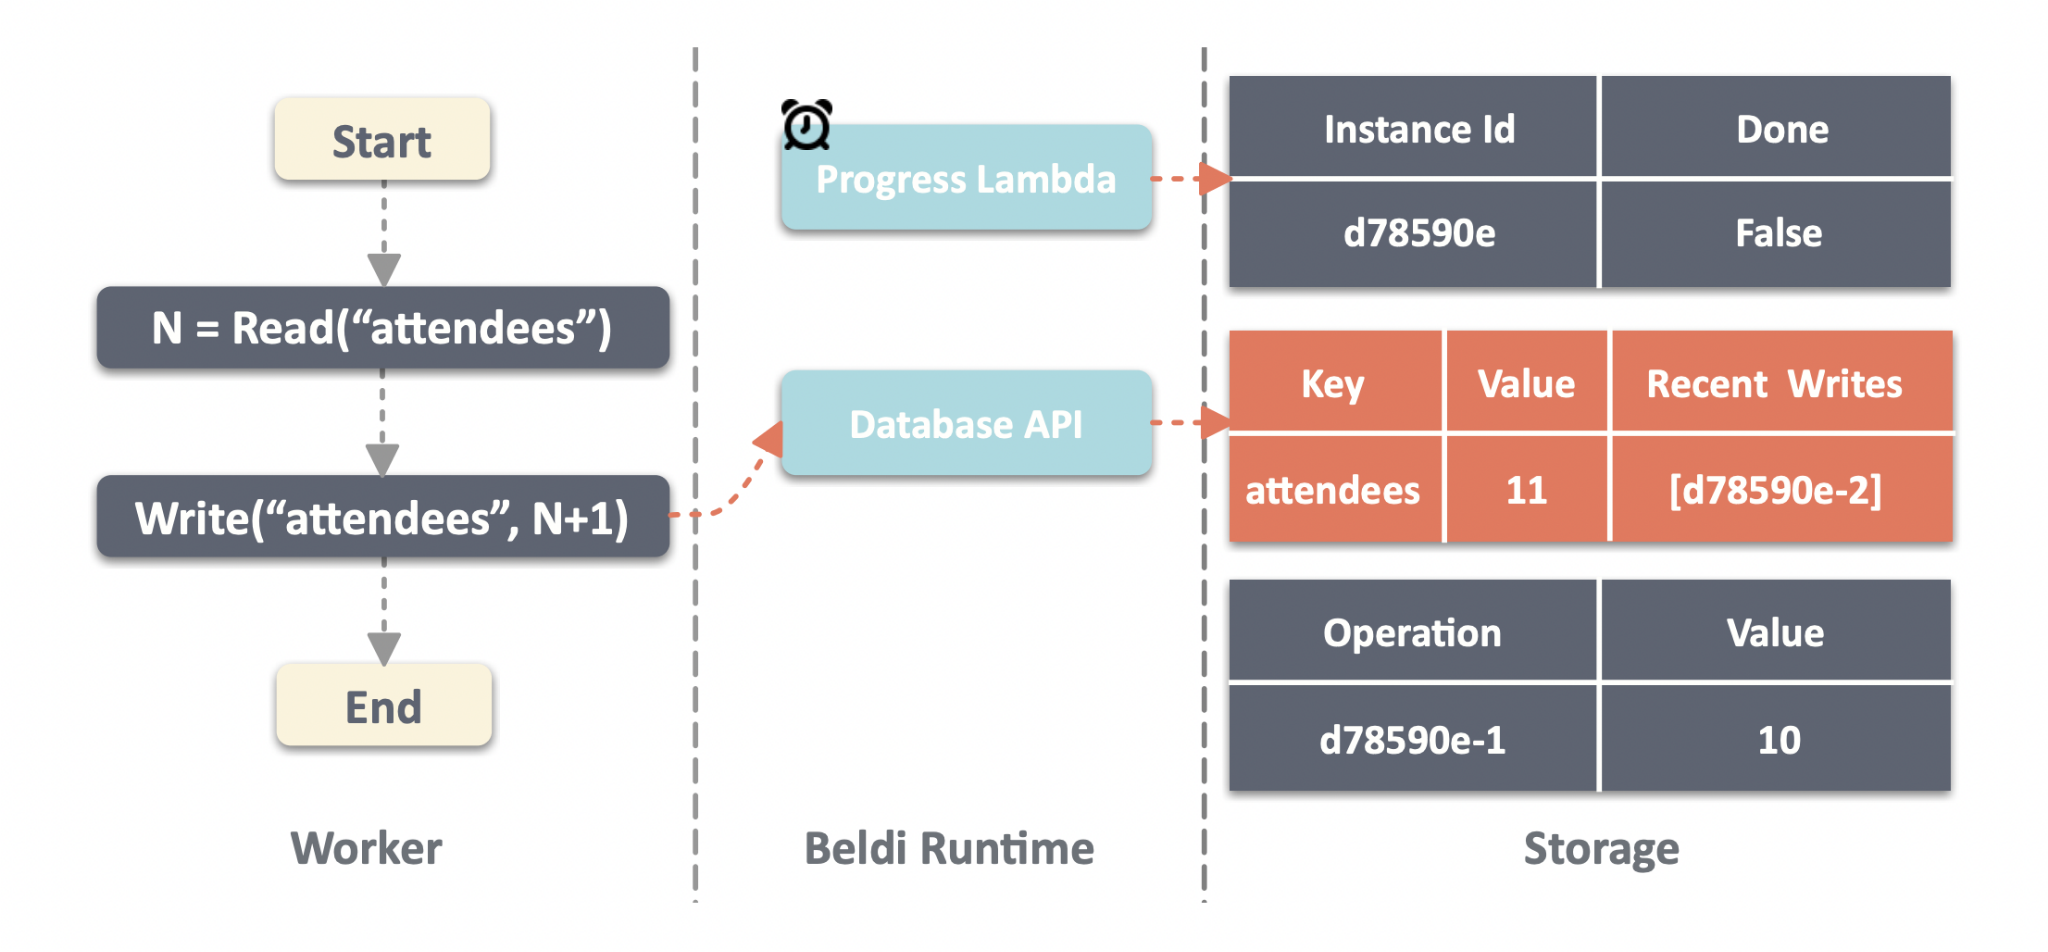 Start
N = Read(“attendees”)
Write(“attendees”, N+1)
End
Worker
Progress Lambda
Database API
Beldi Runtime
Instance Id Done
d78590e False
Key Value Recent Writes
attendees 11 [d78590e-2]
Operation Value
d78590e-1 10
Storage